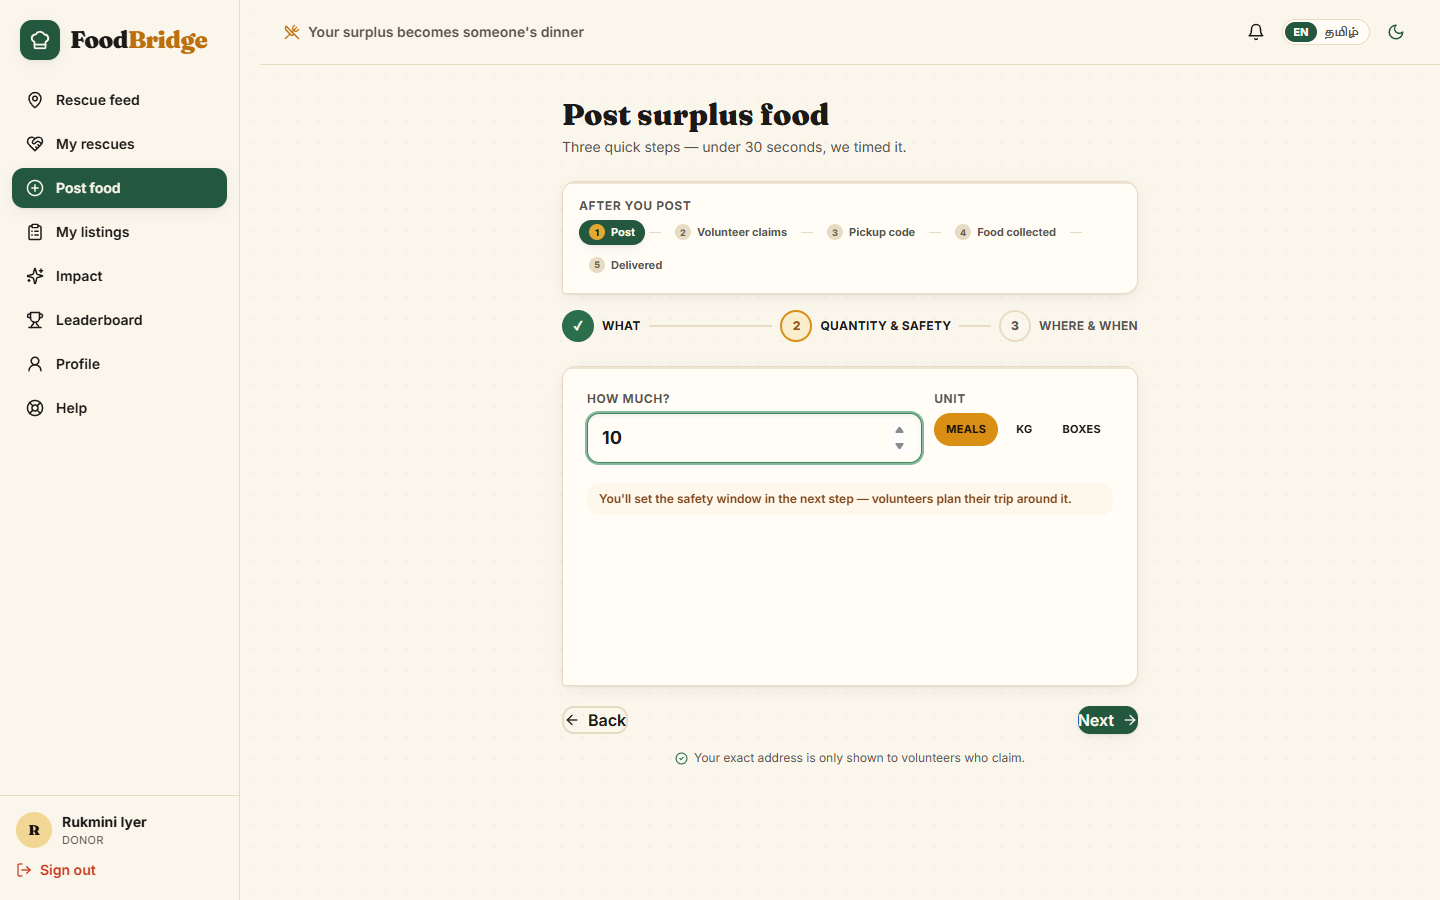 FoodBridge
Your surplus becomes someone's dinner
EN
தமிழ்
Rescue feed
My rescues
Post food
My listings
Impact
Leaderboard
Profile
Help
Rukmini Iyer
R
DONOR
Sign out
Post surplus food
Three quick steps — under 30 seconds, we timed it.
AFTER YOU POST
1 Post
2 Volunteer claims
3 Pickup code
4 Food collected
5 Delivered
✓ WHAT
2 QUANTITY & SAFETY
3 WHERE & WHEN
HOW MUCH?
10
UNIT
MEALS
KG
BOXES
You'll set the safety window in the next step — volunteers plan their trip around it.
← Back
Next →
Your exact address is only shown to volunteers who claim.